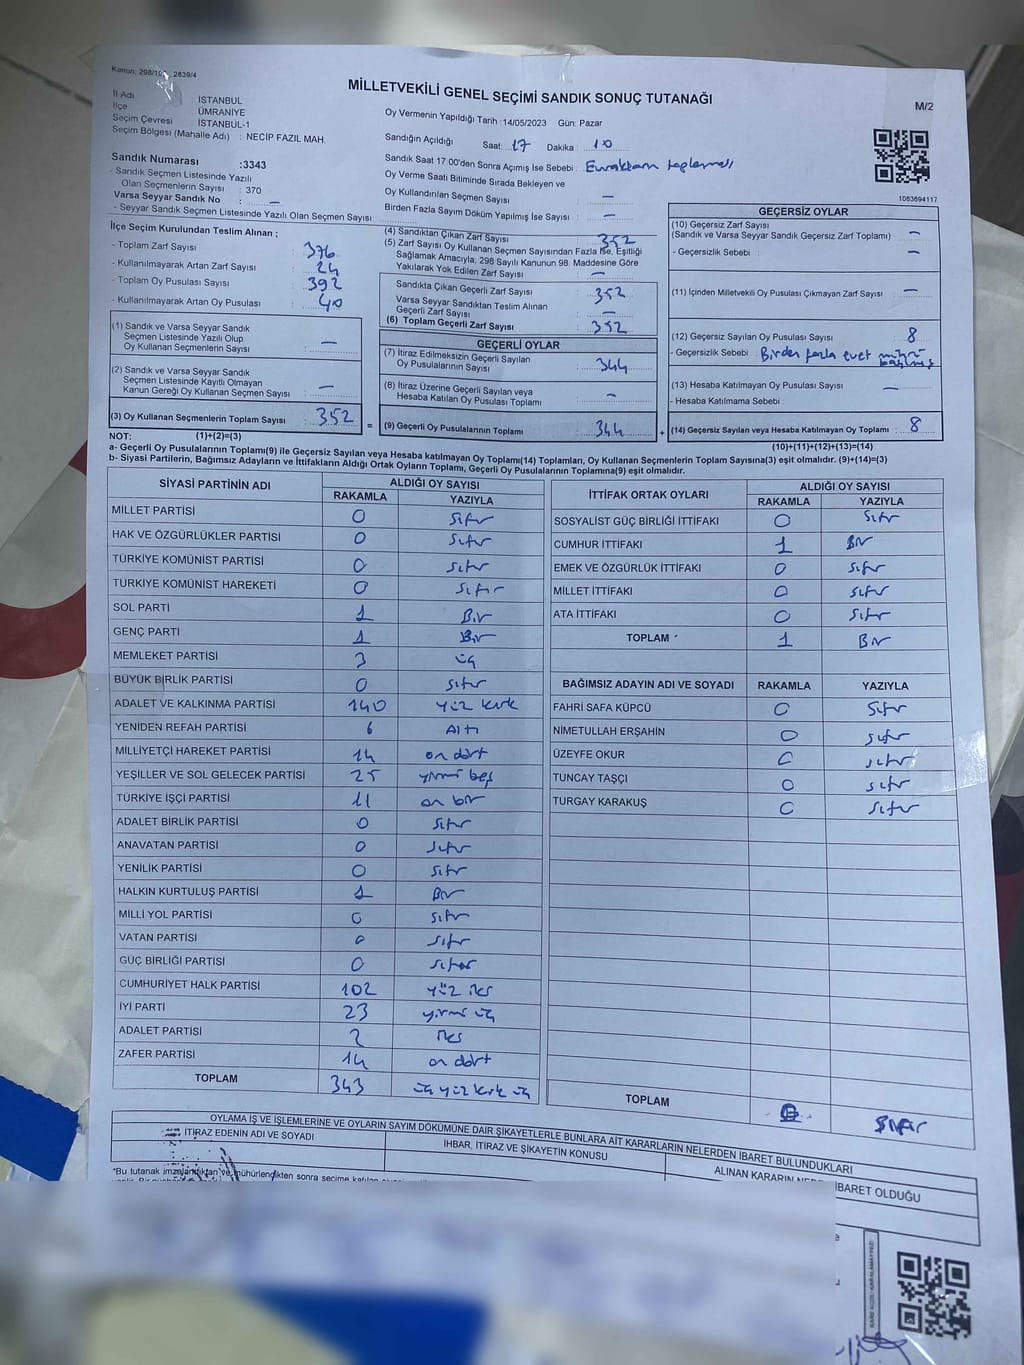 Kanun: 298/10 2839/4
MİLLETVEKİLİ GENEL SEÇİMİ SANDIK SONUÇ TUTANAĞI
M/2
İl Adı : İSTANBUL
İlçe ÜMRANİYE
Seçim Çevresi İSTANBUL-1
Seçim Bölgesi (Mahalle Adı) : NECİP FAZIL MAH.
Oy Vermenin Yapıldığı Tarih :14/05/2023 Gün: Pazar
Sandığın Açıldığı Saat: 17 Dakika : 10
Sandık Saat 17.00'den Sonra Açımış İse Sebebi : Evrakların toplanması
Oy Verme Saati Bitiminde Sırada Bekleyen ve
Oy Kullandırılan Seçmen Sayısı : —
Birden Fazla Sayım Döküm Yapılmış İse Sayısı : —
Sandık Numarası :3343
- Sandık Seçmen Listesinde Yazılı
Olan Seçmenlerin Sayısı : 370
Varsa Seyyar Sandık No : —
- Seyyar Sandık Seçmen Listesinde Yazılı Olan Seçmen Sayısı:
1083694117
İlçe Seçim Kurulundan Teslim Alınan ;
- Toplam Zarf Sayısı : 376
- Kullanılmayarak Artan Zarf Sayısı : 24
- Toplam Oy Pusulası Sayısı : 392
- Kullanılmayarak Artan Oy Pusulası : 40
(1) Sandık ve Varsa Seyyar Sandık
Seçmen Listesinde Yazılı Olup
Oy Kullanan Seçmenlerin Sayısı : —
(2) Sandık ve Varsa Seyyar Sandık
Seçmen Listesinde Kayıtlı Olmayan
Kanun Gereği Oy Kullanan Seçmen Sayısı : —
(3) Oy Kullanan Seçmenlerin Toplam Sayısı : 352
(4) Sandıktan Çıkan Zarf Sayısı : 352
(5) Zarf Sayısı Oy Kullanan Seçmen Sayısından Fazla İse, Eşitliği
Sağlamak Amacıyla, 298 Sayılı Kanunun 98. Maddesine Göre
Yakılarak Yok Edilen Zarf Sayısı : —
Sandıkla Çıkan Geçerli Zarf Sayısı : 352
Varsa Seyyar Sandıktan Teslim Alınan
Geçerli Zarf Sayısı : —
(6) Toplam Geçerli Zarf Sayısı : 352
GEÇERLİ OYLAR
(7) İtiraz Edilmeksizin Geçerli Sayılan
Oy Pusulalarının Sayısı : 344
(8) İtiraz Üzerine Geçerli Sayılan veya
Hesaba Katılan Oy Pusulası Toplamı : —
= (9) Geçerli Oy Pusulalarının Toplamı : 344
GEÇERSİZ OYLAR
(10) Geçersiz Zarf Sayısı
(Sandık ve Varsa Seyyar Sandık Geçersiz Zarf Toplamı) : —
- Geçersizlik Sebebi : —
(11) İçinden Milletvekili Oy Pusulası Çıkmayan Zarf Sayısı : —
(12) Geçersiz Sayılan Oy Pusulası Sayısı : 8
- Geçersizlik Sebebi : Birden fazla evet mührü basılmış
(13) Hesaba Katılmayan Oy Pusulası Sayısı : —
- Hesaba Katılmama Sebebi :
+ (14) Geçersiz Sayılan veya Hesaba Katılmayan Oy Toplamı : 8
NOT: (1)+(2)=(3)
(10)+(11)+(12)+(13)=(14)
a- Geçerli Oy Pusulalarının Toplamı(9) ile Geçersiz Sayılan veya Hesaba katılmayan Oy Toplamı(14) Toplamları, Oy Kullanan Seçmenlerin Toplam Sayısına(3) eşit olmalıdır. (9)+(14)=(3)
b- Siyasi Partilerin, Bağımsız Adayların ve İttifakların Aldığı Ortak Oyların Toplamı, Geçerli Oy Pusulalarının Toplamına(9) eşit olmalıdır.
SİYASİ PARTİNİN ADI ALDIĞI OY SAYISI
RAKAMLA YAZIYLA
MİLLET PARTİSİ 0 Sıfır
HAK VE ÖZGÜRLÜKLER PARTİSİ 0 Sıfır
TÜRKİYE KOMÜNİST PARTİSİ 0 Sıfır
TÜRKİYE KOMÜNİST HAREKETİ 0 Sıfır
SOL PARTİ 1 Bir
GENÇ PARTİ 1 Bir
MEMLEKET PARTİSİ 3 üç
BÜYÜK BİRLİK PARTİSİ 0 Sıfır
ADALET VE KALKINMA PARTİSİ 140 yüz kırk
YENİDEN REFAH PARTİSİ 6 Altı
MİLLİYETÇİ HAREKET PARTİSİ 14 on dört
YEŞİLLER VE SOL GELECEK PARTİSİ 25 yirmi beş
TÜRKİYE İŞÇİ PARTİSİ 11 on bir
ADALET BİRLİK PARTİSİ 0 Sıfır
ANAVATAN PARTİSİ 0 Sıfır
YENİLİK PARTİSİ 0 Sıfır
HALKIN KURTULUŞ PARTİSİ 1 Bir
MİLLİ YOL PARTİSİ 0 Sıfır
VATAN PARTİSİ 0 Sıfır
GÜÇ BİRLİĞİ PARTİSİ 0 Sıfır
CUMHURİYET HALK PARTİSİ 102 yüz iki
İYİ PARTİ 23 yirmi üç
ADALET PARTİSİ 2 iki
ZAFER PARTİSİ 14 on dört
TOPLAM 343 üç yüz kırk üç
İTTİFAK ORTAK OYLARI ALDIĞI OY SAYISI
RAKAMLA YAZIYLA
SOSYALİST GÜÇ BİRLİĞİ İTTİFAKI 0 Sıfır
CUMHUR İTTİFAKI 1 Bir
EMEK VE ÖZGÜRLÜK İTTİFAKI 0 Sıfır
MİLLET İTTİFAKI 0 Sıfır
ATA İTTİFAKI 0 Sıfır
TOPLAM 1 Bir
BAĞIMSIZ ADAYIN ADI VE SOYADI RAKAMLA YAZIYLA
FAHRİ SAFA KÜPCÜ 0 Sıfır
NİMETULLAH ERŞAHİN 0 Sıfır
ÜZEYFE OKUR 0 Sıfır
TUNCAY TAŞÇI 0 Sıfır
TURGAY KARAKUŞ 0 Sıfır
TOPLAM 0 Sıfır
OYLAMA İŞ VE İŞLEMLERİNE VE OYLARIN SAYIM DÖKÜMÜNE DAİR ŞİKAYETLERLE BUNLARA AİT KARARLARIN NELERDEN İBARET BULUNDUKLARI
İTİRAZ EDENİN ADI VE SOYADI
İHBAR, İTİRAZ VE ŞİKAYETİN KONUSU
ALINAN KARARIN İBARET OLDUĞU
"Bu tutanak imzalandıktan ve mühürlendikten sonra seçime katılan